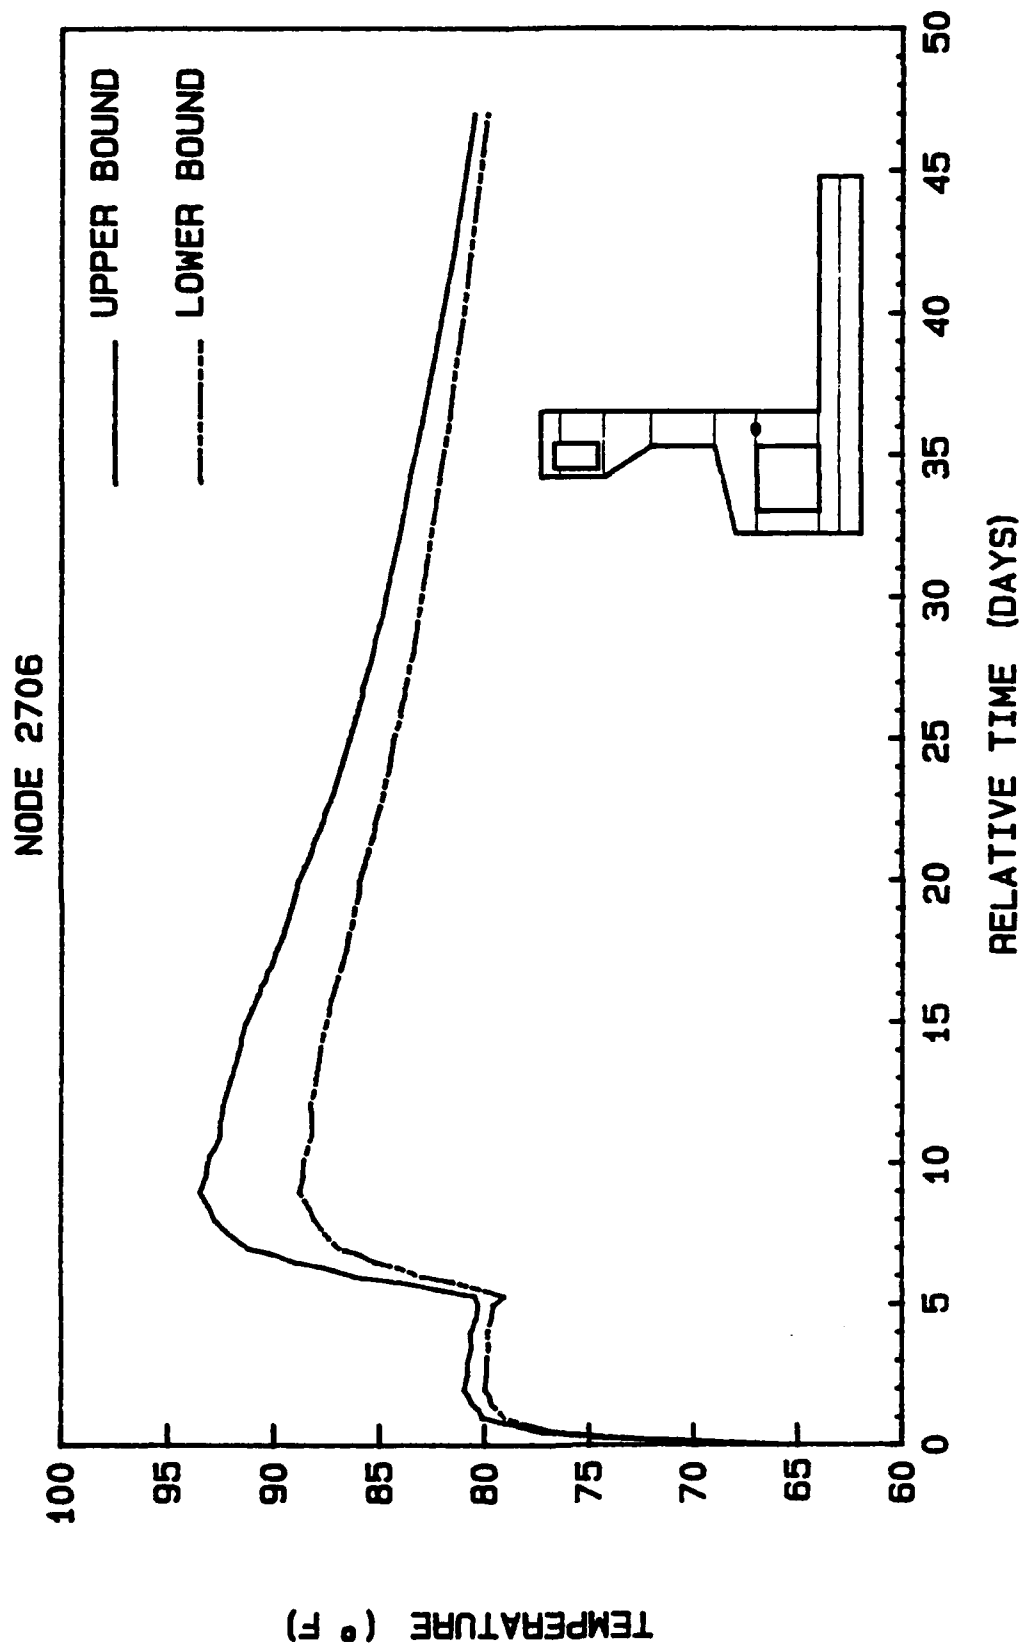 NODE 2706
UPPER BOUND
LOWER BOUND
TEMPERATURE (°F)
100
95
90
85
80
75
70
65
60
0 5 10 15 20 25 30 35 40 45 50
RELATIVE TIME (DAYS)